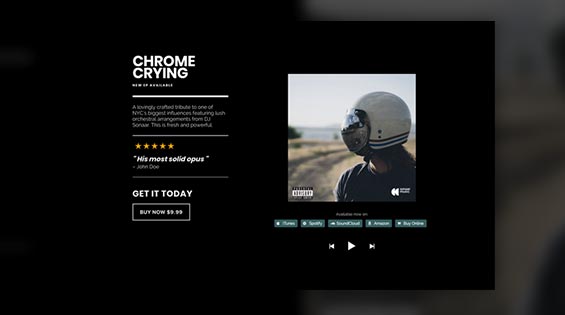 CHROME
CRYING
NEW EP AVAILABLE
A lovingly crafted tribute to one of
NYC's biggest influences featuring lush
orchestral arrangements from DJ
Sonaar. This is fresh and powerful.
" His most solid opus "
– John Doe
GET IT TODAY
BUY NOW $9.99
Available now on:
iTunes
Spotify
SoundCloud
Amazon
Buy Online